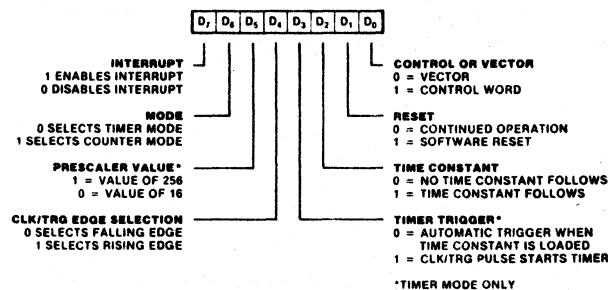 D7 D6 D5 D4 D3 D2 D1 D0
INTERRUPT
1 ENABLES INTERRUPT
0 DISABLES INTERRUPT
MODE
0 SELECTS TIMER MODE
1 SELECTS COUNTER MODE
PRESCALER VALUE*
1 = VALUE OF 256
0 = VALUE OF 16
CLK/TRG EDGE SELECTION
0 SELECTS FALLING EDGE
1 SELECTS RISING EDGE
CONTROL OR VECTOR
0 = VECTOR
1 = CONTROL WORD
RESET
0 = CONTINUED OPERATION
1 = SOFTWARE RESET
TIME CONSTANT
0 = NO TIME CONSTANT FOLLOWS
1 = TIME CONSTANT FOLLOWS
TIMER TRIGGER*
0 = AUTOMATIC TRIGGER WHEN
TIME CONSTANT IS LOADED
1 = CLK/TRG PULSE STARTS TIMER
*TIMER MODE ONLY